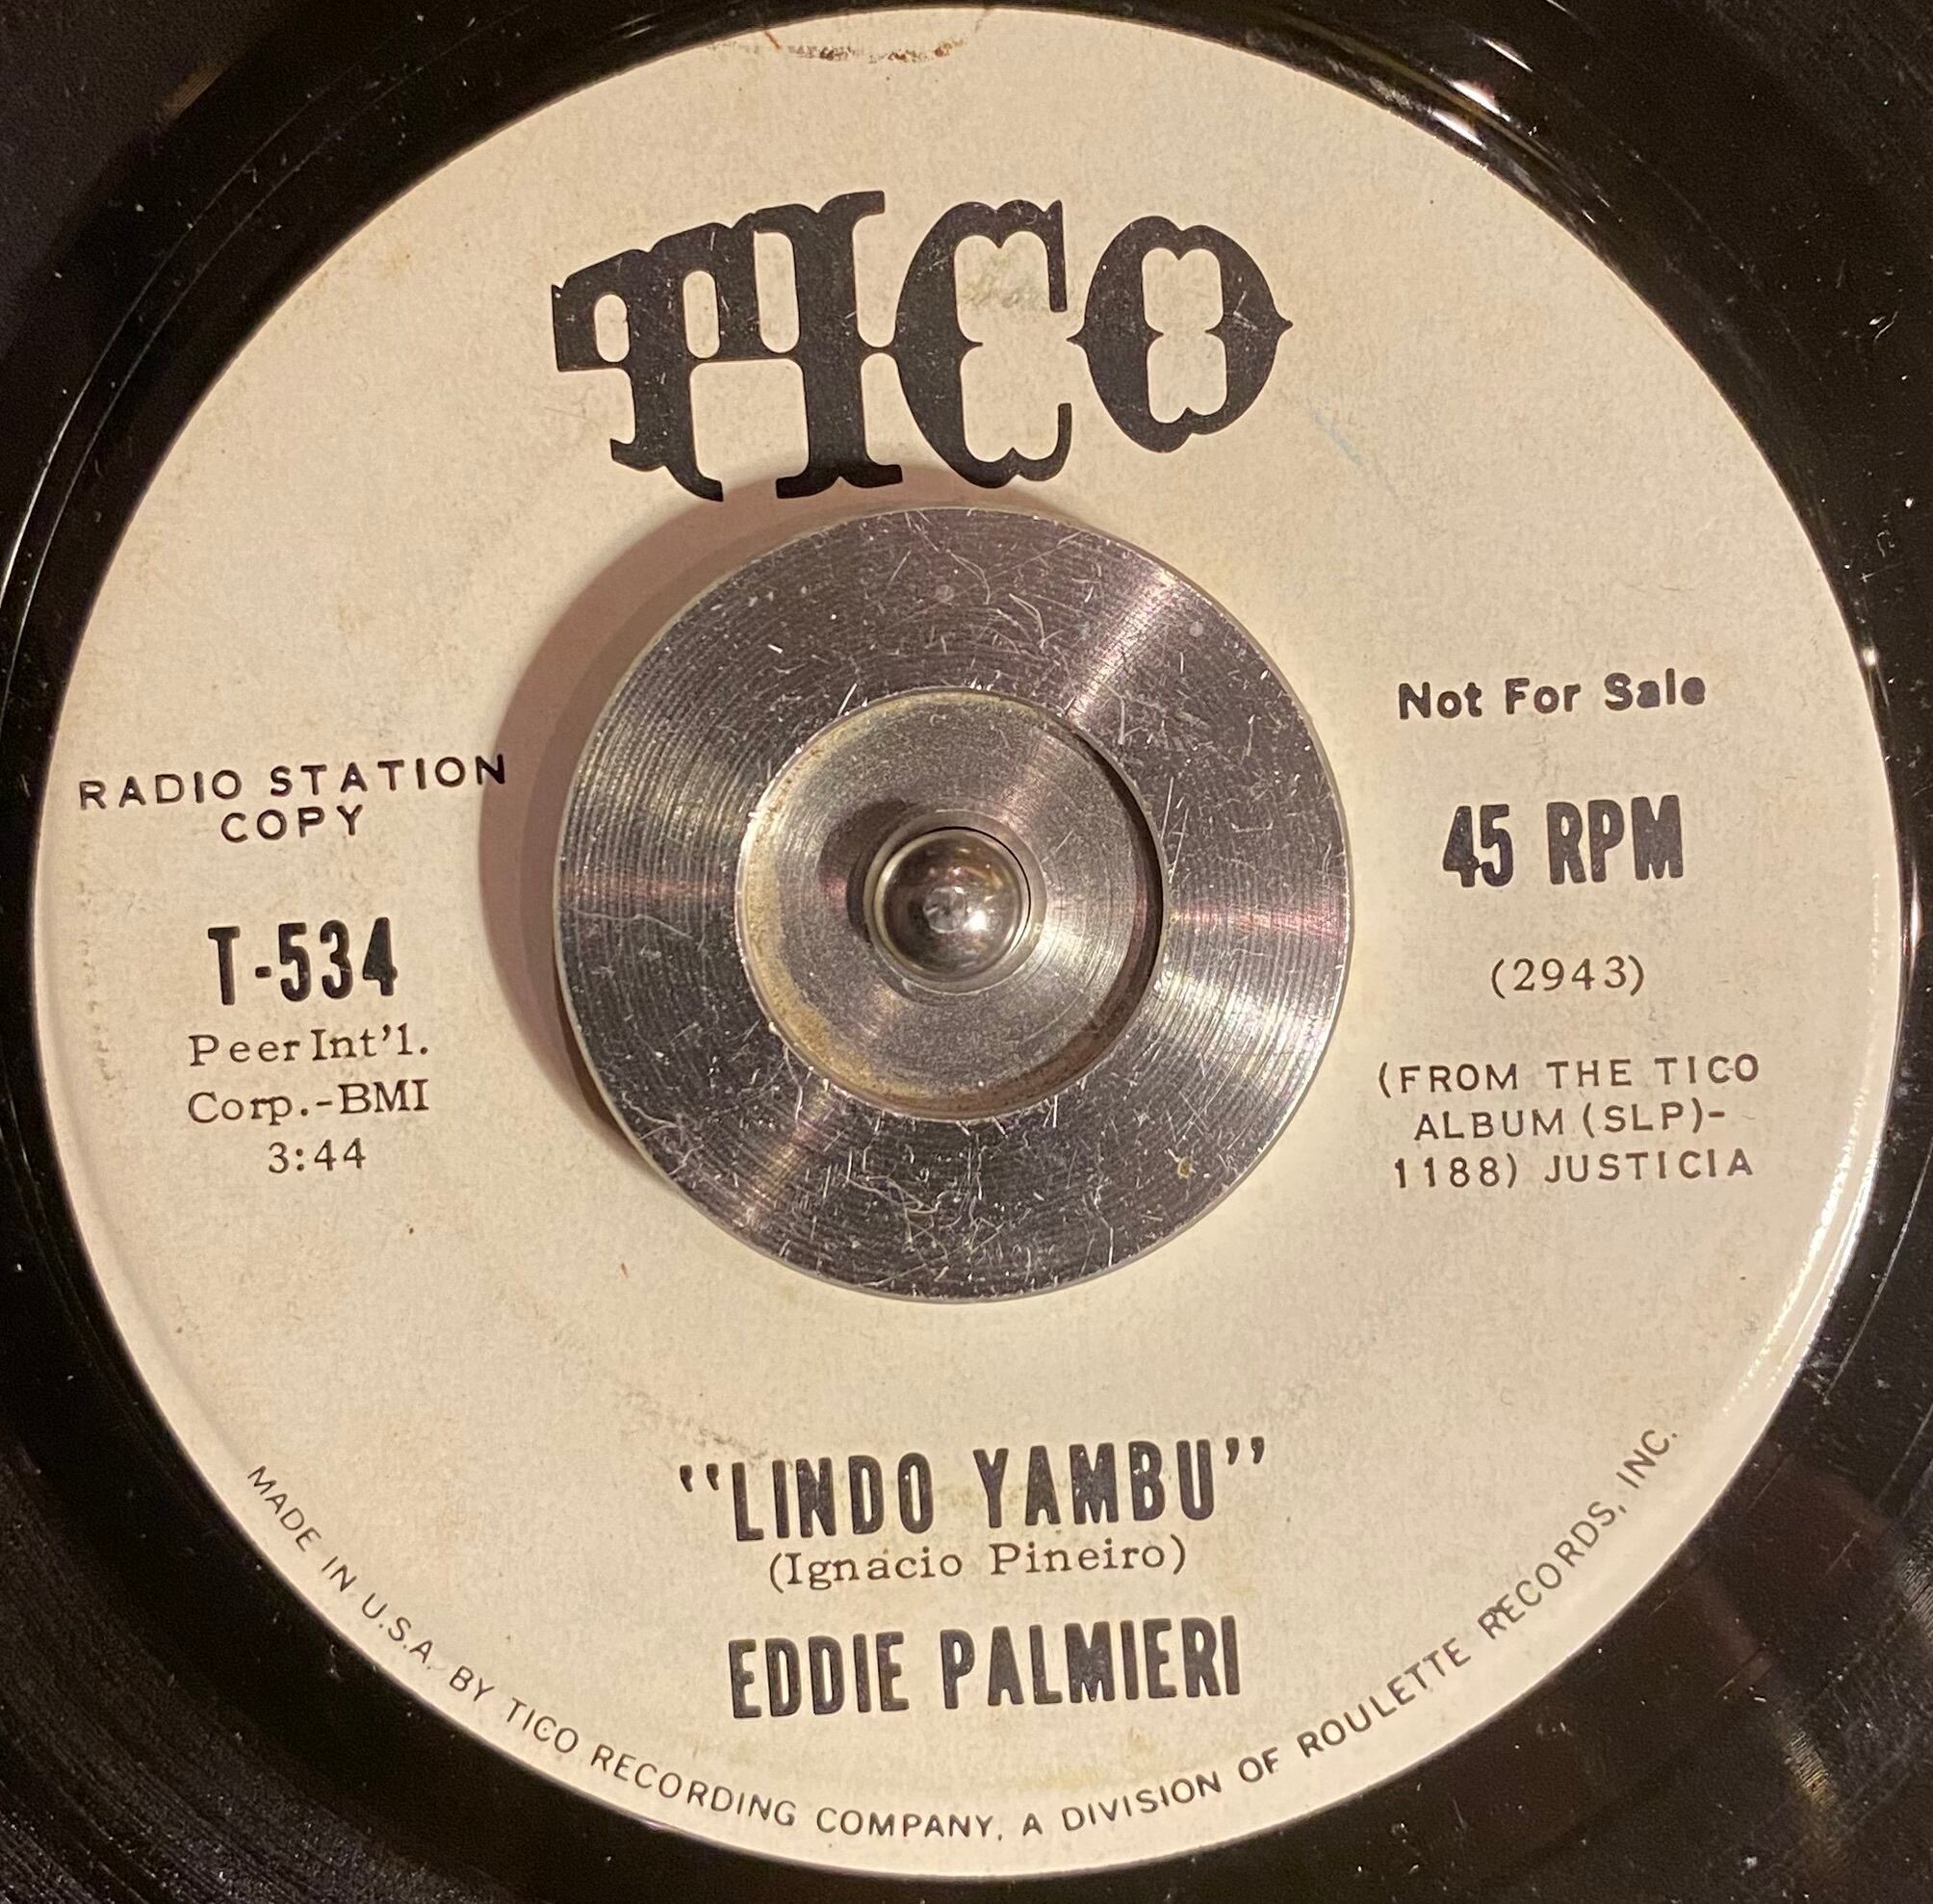 TICO
RADIO STATION
COPY
T-534
Peer Int'l.
Corp.-BMI
3:44
Not For Sale
45 RPM
(2943)
(FROM THE TICO
ALBUM (SLP)-
1188) JUSTICIA
"LINDO YAMBU"
(Ignacio Pineiro)
EDDIE PALMIERI
MADE IN U.S.A. BY TICO RECORDING COMPANY, A DIVISION OF ROULETTE RECORDS, INC.